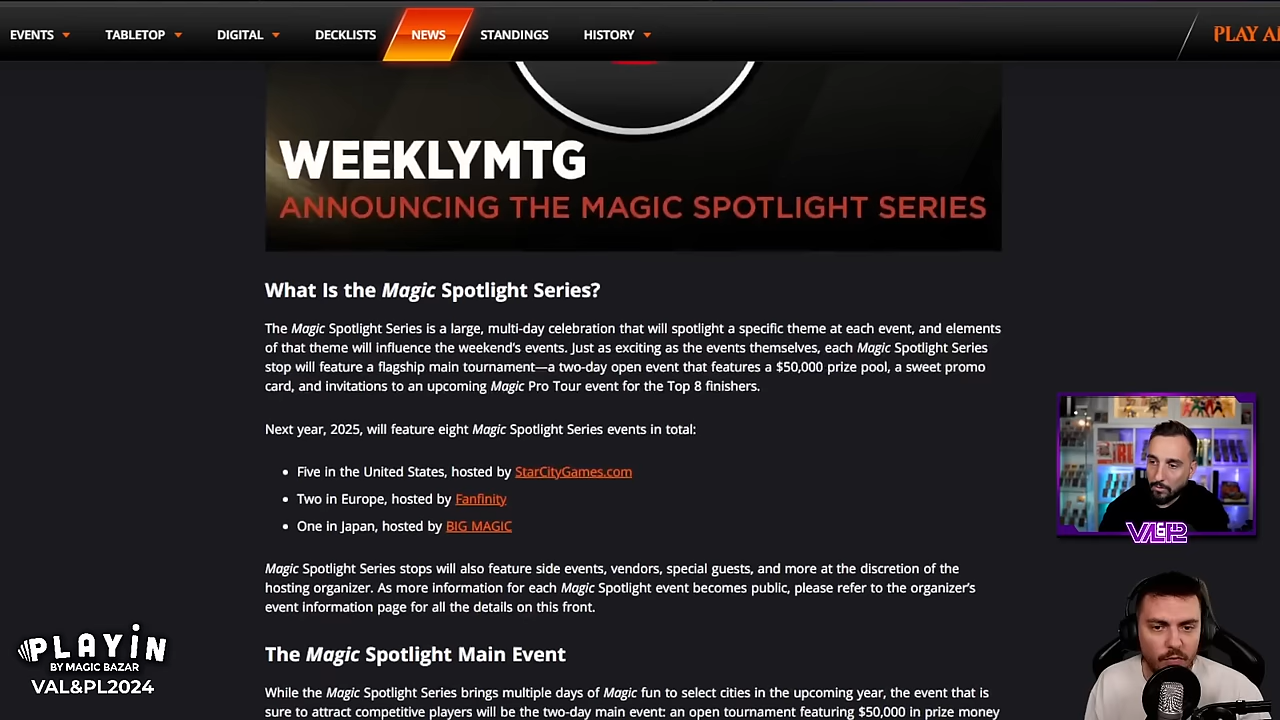 EVENTS TABLETOP DIGITAL DECKLISTS NEWS STANDINGS HISTORY PLAY
WEEKLYMTG
ANNOUNCING THE MAGIC SPOTLIGHT SERIES
What Is the Magic Spotlight Series?
The Magic Spotlight Series is a large, multi-day celebration that will spotlight a specific theme at each event, and elements
of that theme will influence the weekend's events. Just as exciting as the events themselves, each Magic Spotlight Series
stop will feature a flagship main tournament—a two-day open event that features a $50,000 prize pool, a sweet promo
card, and invitations to an upcoming Magic Pro Tour event for the Top 8 finishers.
Next year, 2025, will feature eight Magic Spotlight Series events in total:
Five in the United States, hosted by StarCityGames.com
Two in Europe, hosted by Fanfinity
One in Japan, hosted by BIG MAGIC
Magic Spotlight Series stops will also feature side events, vendors, special guests, and more at the discretion of the
hosting organizer. As more information for each Magic Spotlight event becomes public, please refer to the organizer's
event information page for all the details on this front.
The Magic Spotlight Main Event
While the Magic Spotlight Series brings multiple days of Magic fun to select cities in the upcoming year, the event that is
sure to attract competitive players will be the two-day main event: an open tournament featuring $50,000 in prize money
PLAYIN
BY MAGIC BAZAR
VAL&PL2024